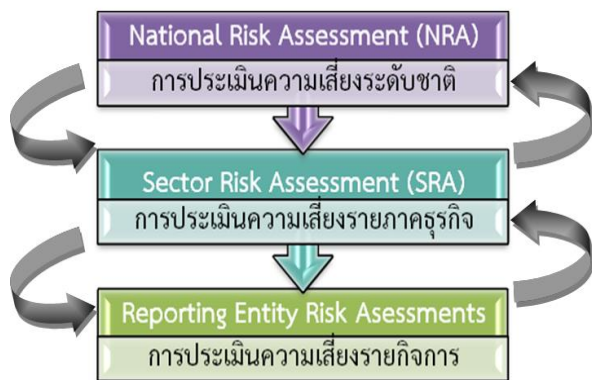 National Risk Assessment (NRA)
การประเมินความเสี่ยงระดับชาติ
Sector Risk Assessment (SRA)
การประเมินความเสี่ยงรายภาคธุรกิจ
Reporting Entity Risk Asessments
การประเมินความเสี่ยงรายกิจการ